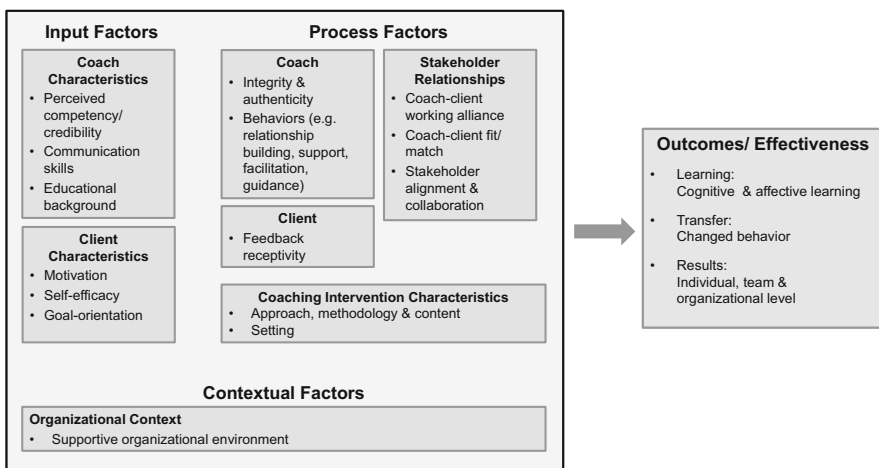 Input Factors
Coach
Characteristics
• Perceived
competency/
credibility
• Communication
skills
• Educational
background
Client
Characteristics
• Motivation
• Self-efficacy
• Goal-orientation
Process Factors
Coach
• Integrity &
authenticity
• Behaviors (e.g.
relationship
building, support,
facilitation,
guidance)
Client
• Feedback
receptivity
Stakeholder
Relationships
• Coach-client
working alliance
• Coach-client fit/
match
• Stakeholder
alignment &
collaboration
Coaching Intervention Characteristics
• Approach, methodology & content
• Setting
Contextual Factors
Organizational Context
• Supportive organizational environment
Outcomes/ Effectiveness
• Learning:
Cognitive & affective learning
• Transfer:
Changed behavior
• Results:
Individual, team &
organizational level